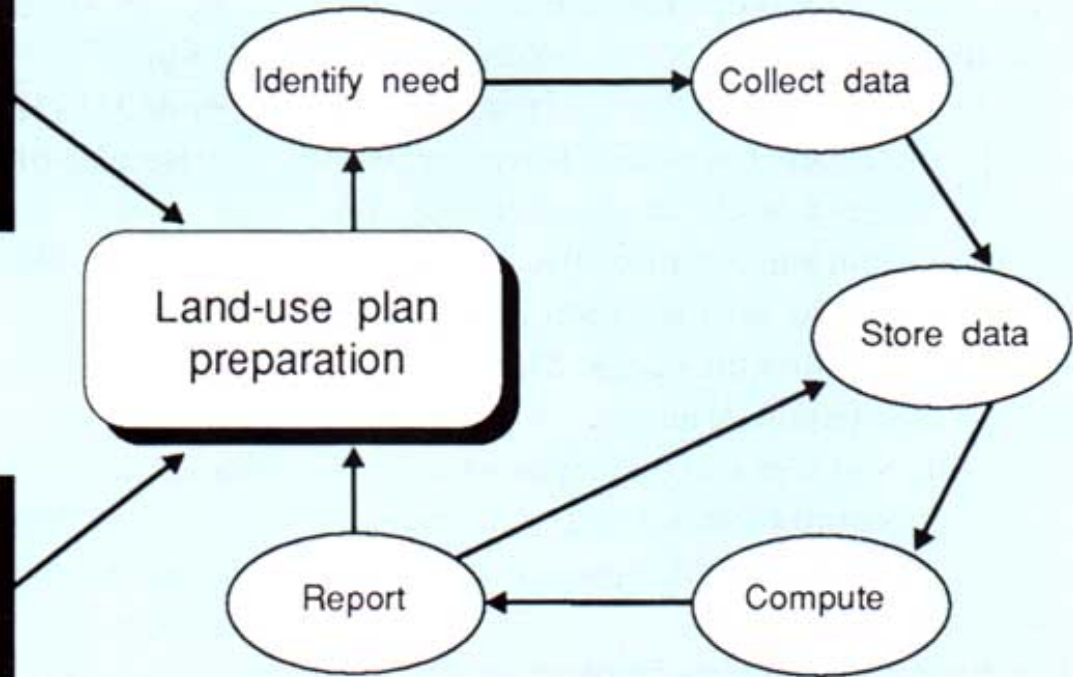 Identify need
Collect data
Land-use plan
preparation
Store data
Report
Compute